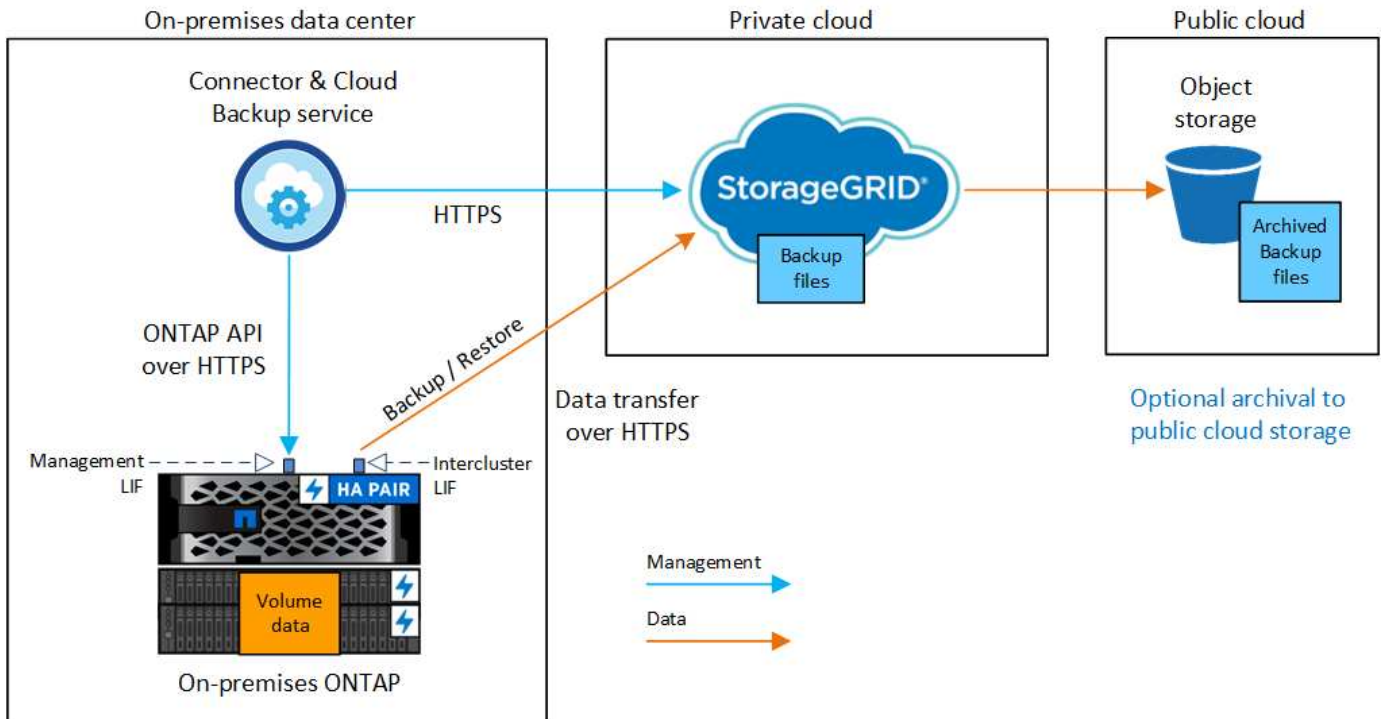 On-premises data center
Private cloud
Public cloud
Connector & Cloud
Backup service
HTTPS
StorageGRID®
Backup
files
Object
storage
Archived
Backup
files
ONTAP API
over HTTPS
Backup / Restore
Data transfer
over HTTPS
Optional archival to
public cloud storage
Management
LIF
Intercluster
LIF
HA PAIR
Volume
data
On-premises ONTAP
Management
Data